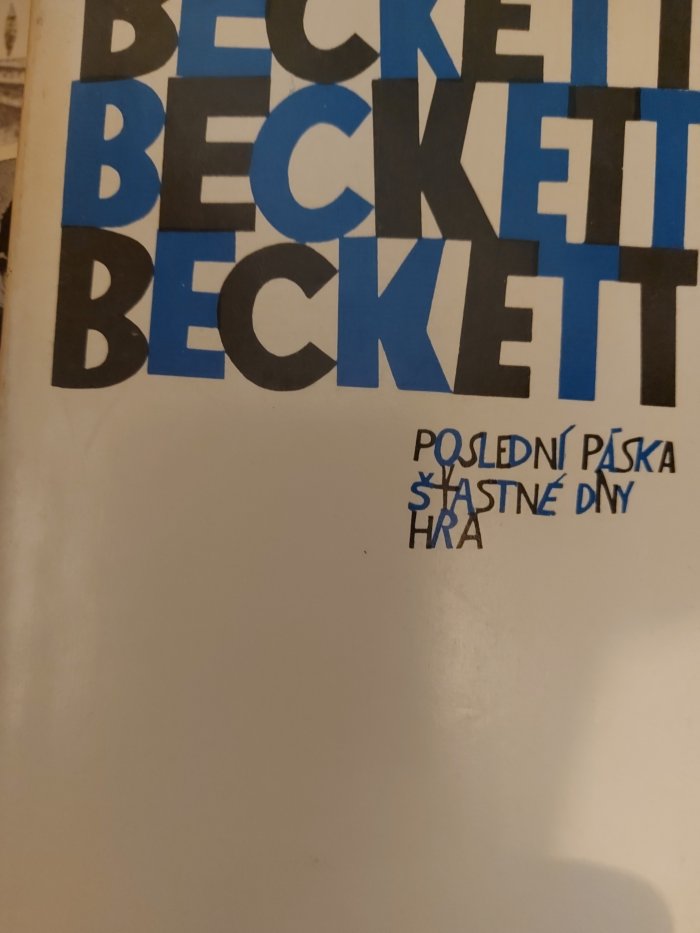 BECKETT
BECKETT
BECKETT
POSLEDNÍ PÁSKA
ŠŤASTNÉ DNY
HRA